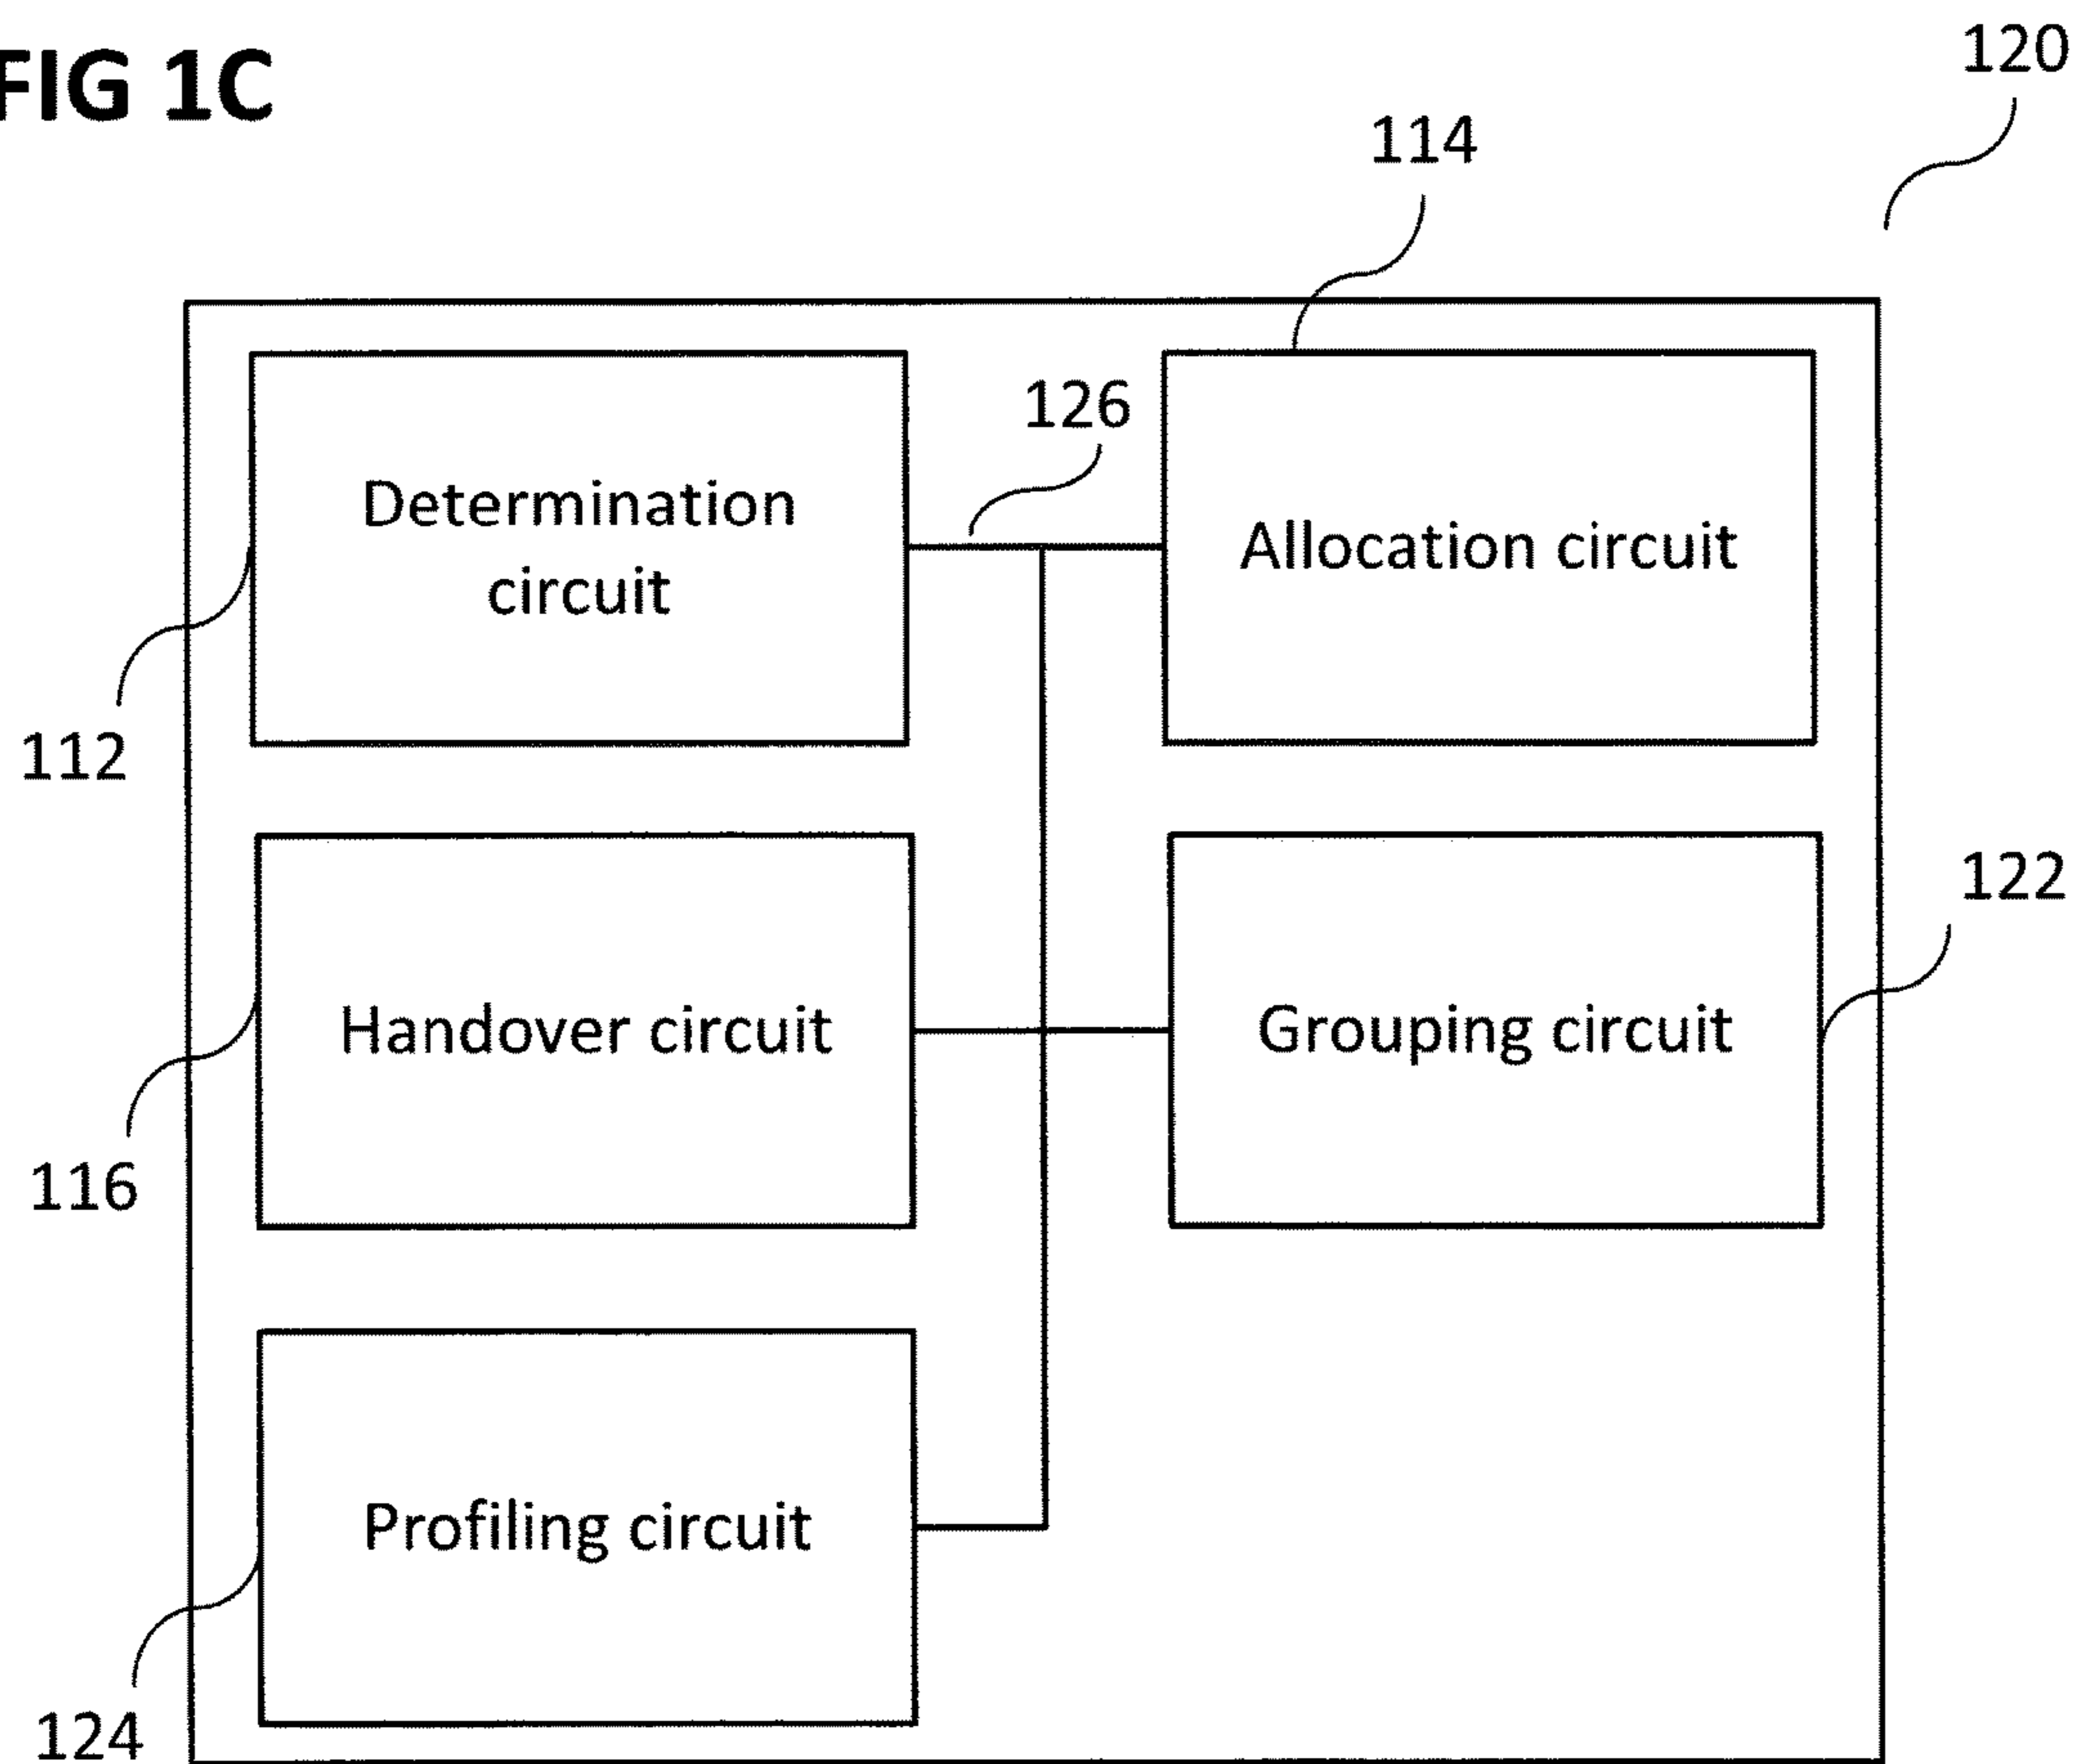 FIG 1C
120
114
126
Determination
circuit
Allocation circuit
112
122
Handover circuit
Grouping circuit
116
Profiling circuit
124